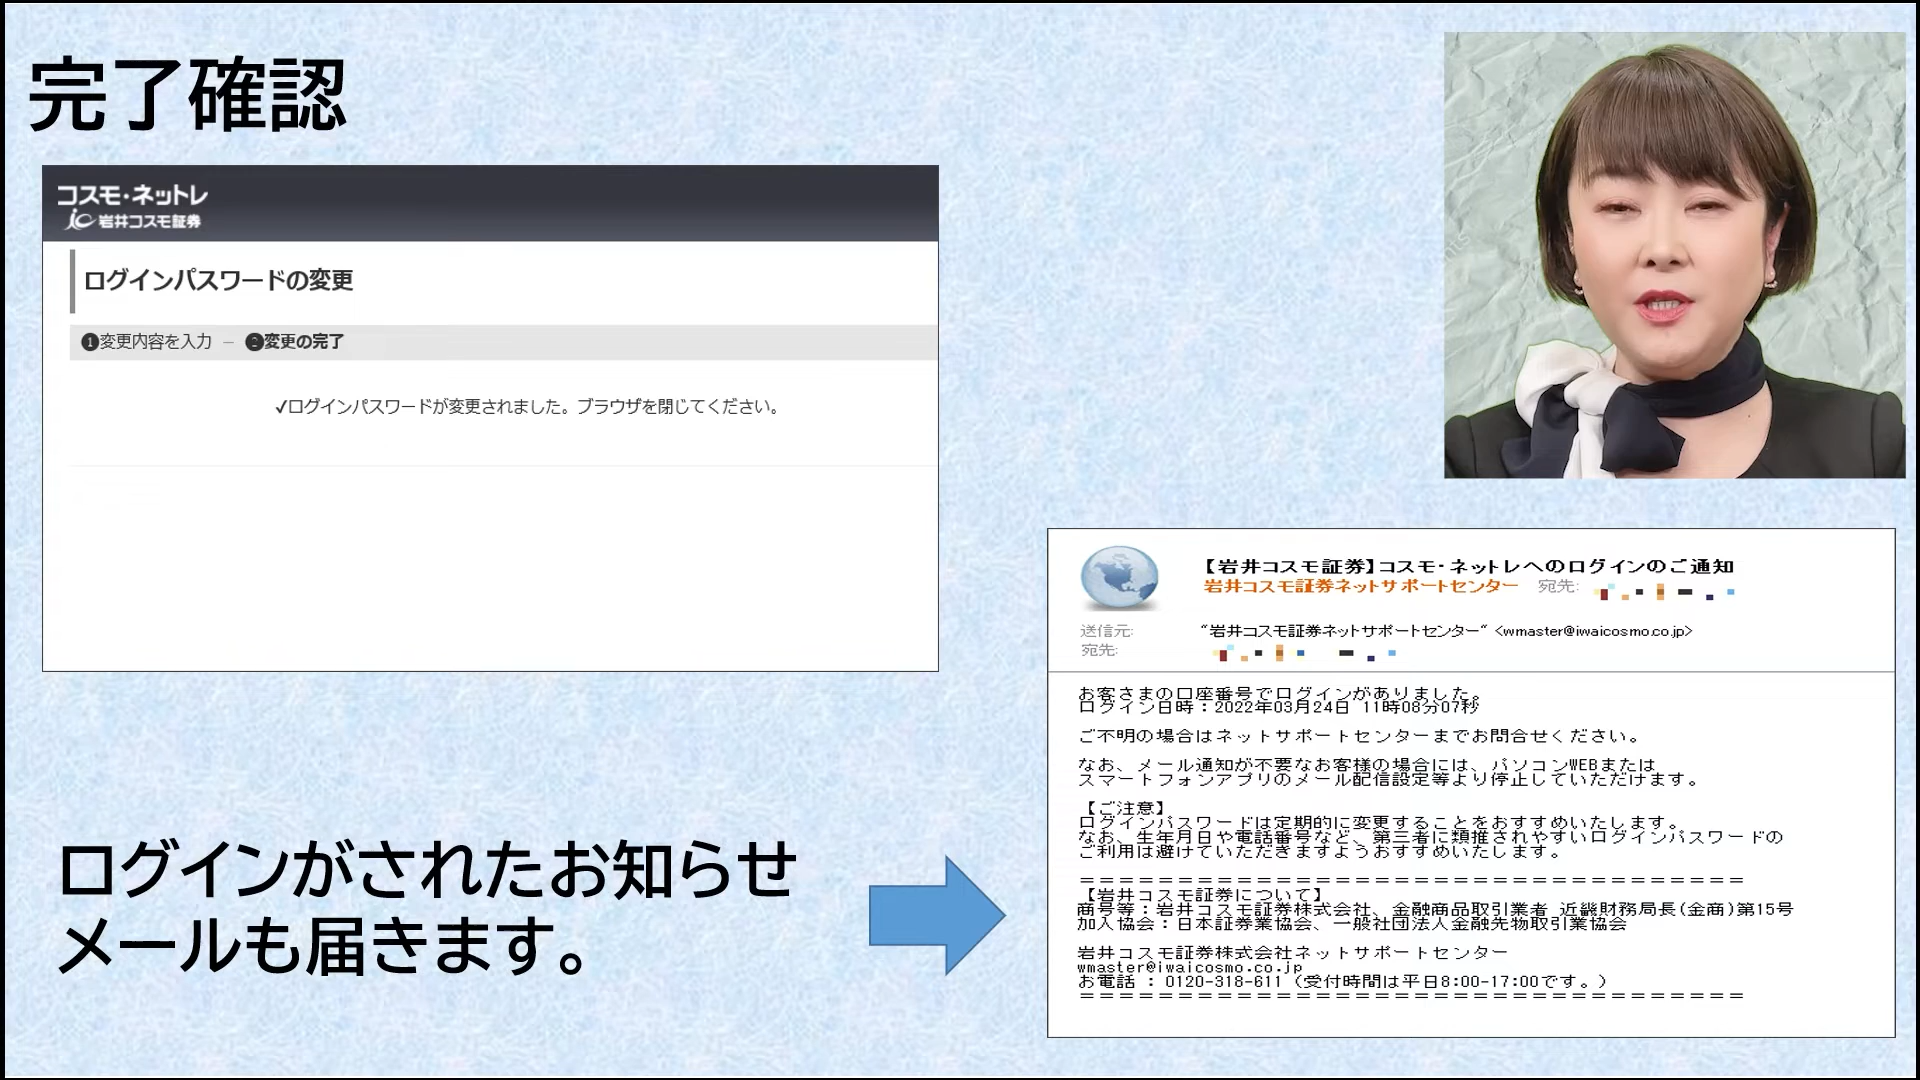 完了確認
コスモ・ネットレ
岩井コスモ証券
ログインパスワードの変更
❶変更内容を入力 － ❷変更の完了
✓ログインパスワードが変更されました。ブラウザを閉じてください。
ログインがされたお知らせ
メールも届きます。
【岩井コスモ証券】コスモ・ネットレへのログインのご通知
岩井コスモ証券ネットサポートセンター 宛先:
送信元: "岩井コスモ証券ネットサポートセンター" <wmaster@iwaicosmo.co.jp>
宛先:
お客さまの口座番号でログインがありました。
ログイン日時：2022年03月24日 11時08分07秒
ご不明の場合はネットサポートセンターまでお問合せください。
なお、メール通知が不要なお客様の場合には、パソコンWEBまたは
スマートフォンアプリのメール配信設定等より停止していただけます。
【ご注意】
ログインパスワードは定期的に変更することをおすすめいたします。
なお、生年月日や電話番号など、第三者に類推されやすいログインパスワードの
ご利用は避けていただきますようおすすめいたします。
＝＝＝＝＝＝＝＝＝＝＝＝＝＝＝＝＝＝＝＝＝＝＝＝＝＝＝＝＝＝＝＝＝＝
【岩井コスモ証券について】
商号等：岩井コスモ証券株式会社、金融商品取引業者 近畿財務局長(金商)第15号
加入協会：日本証券業協会、一般社団法人金融先物取引業協会
岩井コスモ証券株式会社ネットサポートセンター
wmaster@iwaicosmo.co.jp
お電話 : 0120-318-611 (受付時間は平日8:00-17:00です。)
＝＝＝＝＝＝＝＝＝＝＝＝＝＝＝＝＝＝＝＝＝＝＝＝＝＝＝＝＝＝＝＝＝＝